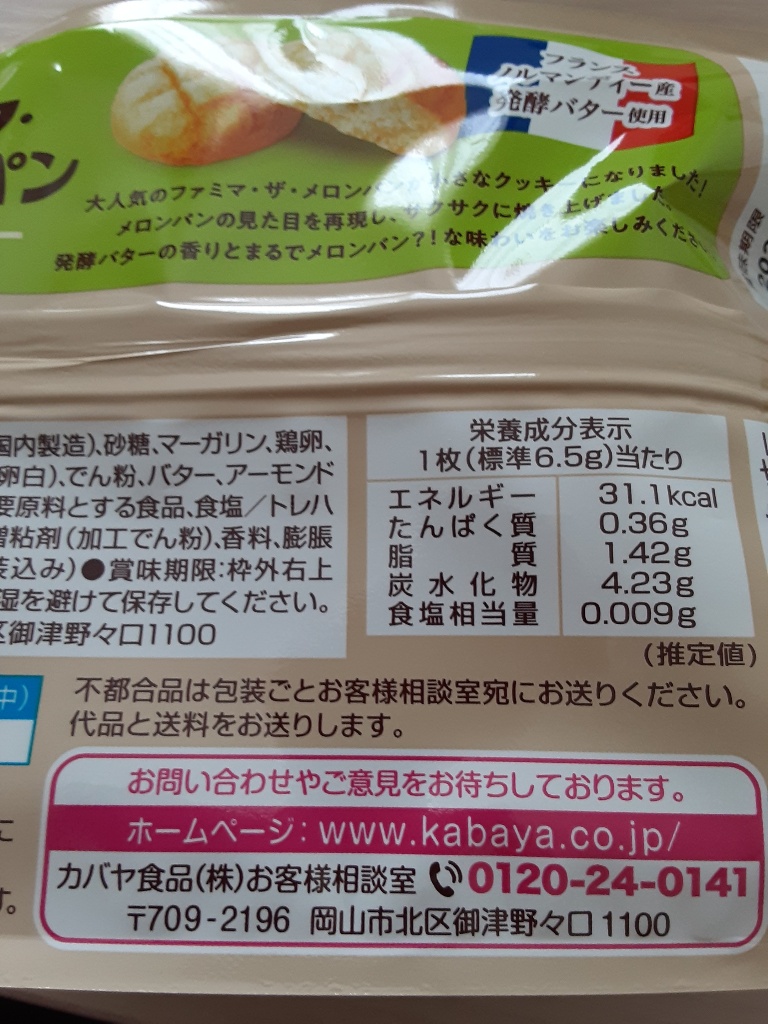 フランス
ノルマンディー産
発酵バター使用
パン
大人気のファミマ・ザ・メロンパンが小さなクッキーになりました!
メロンパンの見た目を再現し、サクサクに焼き上げました。
発酵バターの香りとまるでメロンパン?!な味わいをお楽しみくださ
国内製造)、砂糖、マーガリン、鶏卵、
卵白)、でん粉、バター、アーモンド
要原料とする食品、食塩/トレハ
増粘剤(加工でん粉)、香料、膨脹
装込み)●賞味期限:枠外右上
湿を避けて保存してください。
区御津野々口1100
栄養成分表示
1枚(標準6.5g)当たり
エネルギー 31.1kcal
たんぱく質 0.36g
脂質 1.42g
炭水化物 4.23g
食塩相当量 0.009g
(推定値)
中)
不都合品は包装ごとお客様相談室宛にお送りください。
代品と送料をお送りします。
に
す。
お問い合わせやご意見をお待ちしております。
ホームページ:www.kabaya.co.jp/
カバヤ食品(株)お客様相談室 0120-24-0141
〒709-2196 岡山市北区御津野々口1100